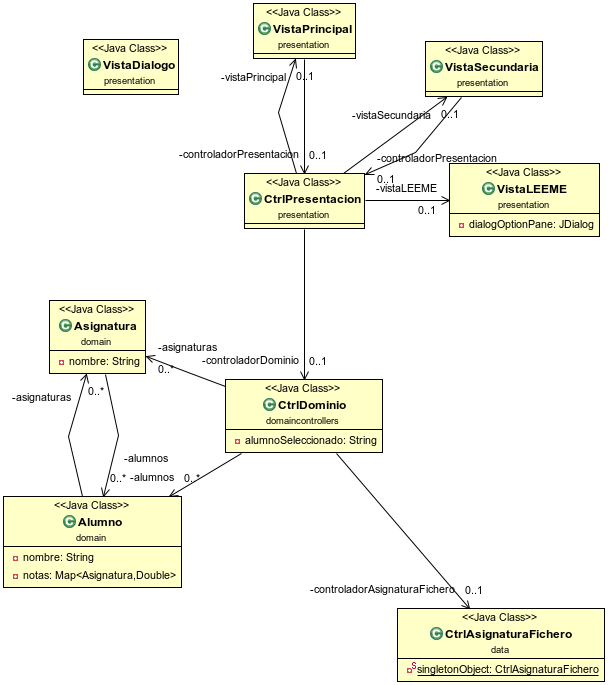 <<Java Class>>
VistaPrincipal
presentation
<<Java Class>>
VistaDialogo
presentation
<<Java Class>>
VistaSecundaria
presentation
-vistaPrincipal
0..1
-vistaSecundaria
0..1
-controladorPresentacion
0..1
-controladorPresentacion
0..1
<<Java Class>>
CtrlPresentacion
presentation
-vistaLEEME
0..1
<<Java Class>>
VistaLEEME
presentation
dialogOptionPane: JDialog
<<Java Class>>
Asignatura
domain
nombre: String
-asignaturas
0..*
-controladorDominio
0..1
<<Java Class>>
CtrlDominio
domaincontrollers
alumnoSeleccionado: String
-asignaturas
0..*
-alumnos
0..*
-alumnos
0..*
<<Java Class>>
Alumno
domain
nombre: String
notas: Map<Asignatura,Double>
-controladorAsignaturaFichero
0..1
<<Java Class>>
CtrlAsignaturaFichero
data
S
singletonObject: CtrlAsignaturaFichero